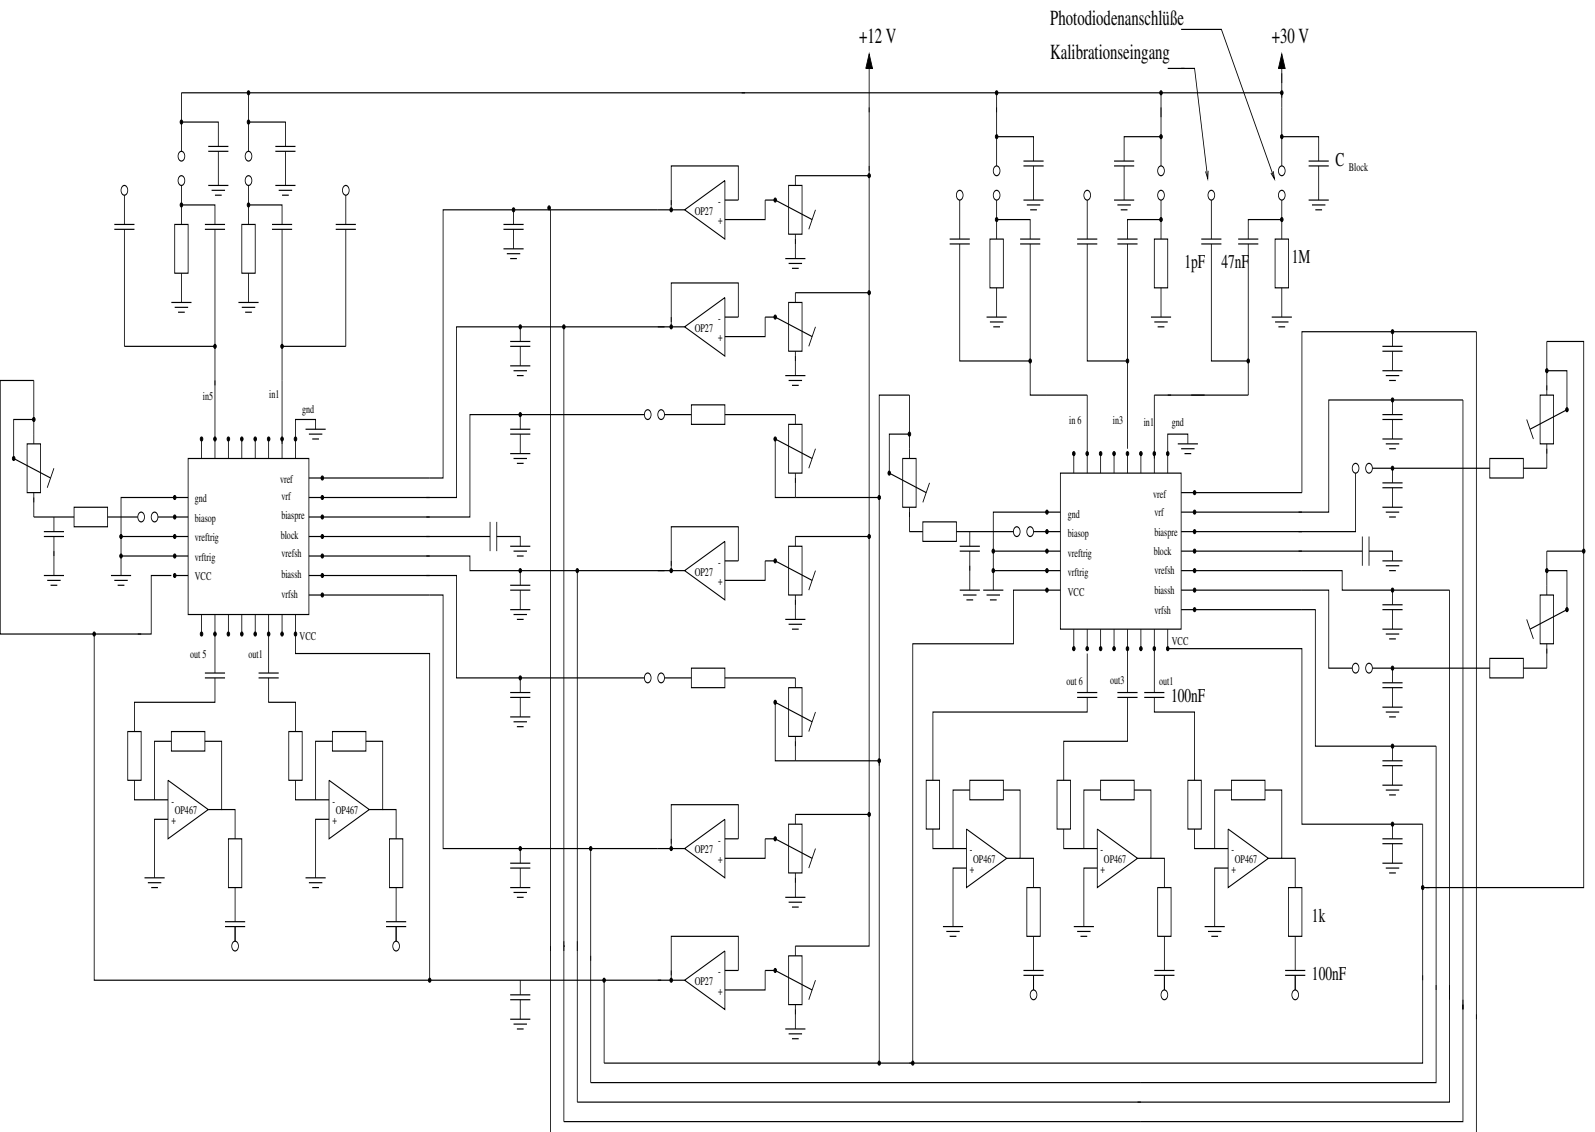 Photodiodenanschlüße
+12 V
Kalibrationseingang
+30 V
C Block
OP27
-
+
1pF
47nF
1M
OP27
-
+
in5
in1
gnd
in 6
in3
in1
gnd
vref
vrf
biaspre
block
vrefsh
biassh
vrfsh
gnd
biasop
vreftrig
vrftrig
VCC
VCC
out 5
out1
OP27
-
+
vref
vrf
biaspre
block
vrefsh
biassh
vrfsh
gnd
biasop
vreftrig
vrftrig
VCC
VCC
out 6
out3
out1
100nF
OP467
-
+
OP467
-
+
OP27
-
+
OP467
-
+
OP467
-
+
OP467
-
+
1k
100nF
OP27
-
+